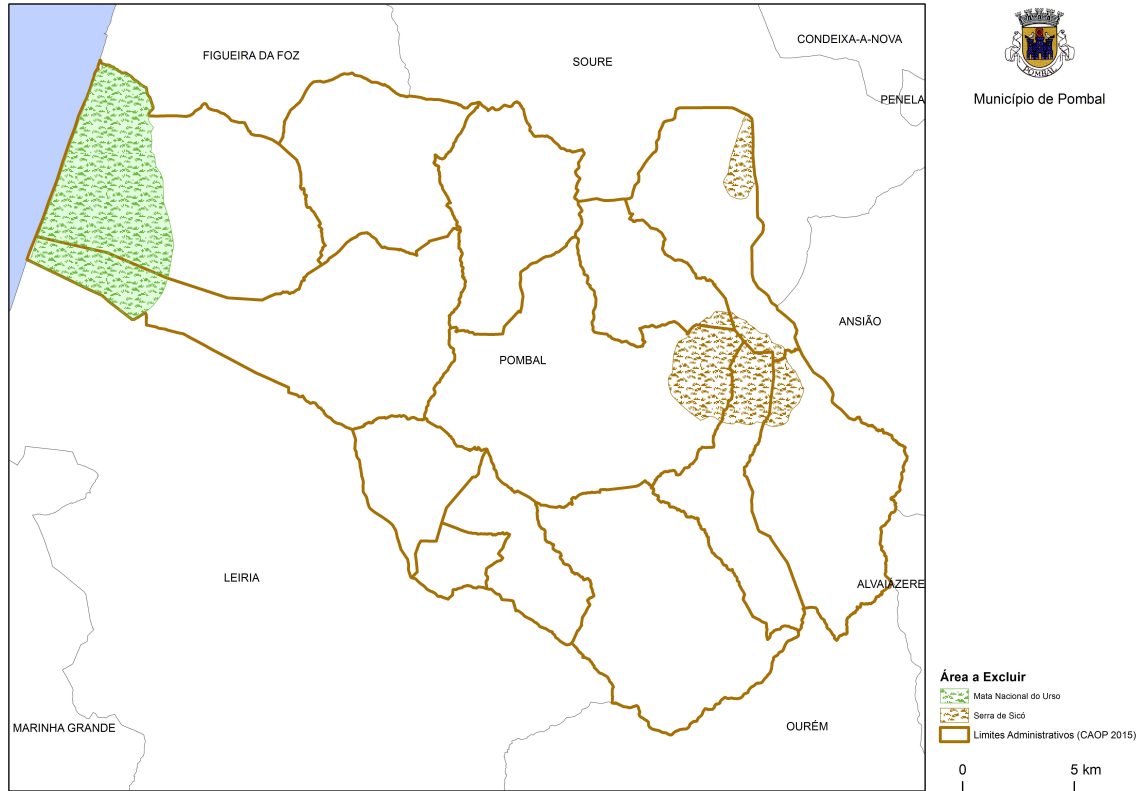 FIGUEIRA DA FOZ
SOURE
CONDEIXA-A-NOVA
PENELA
ANSIÃO
POMBAL
LEIRIA
ALVAIÁZERE
MARINHA GRANDE
OURÉM
POMBAL
Município de Pombal
Área a Excluir
Mata Nacional do Urso
Serra de Sicó
Limites Administrativos (CAOP 2015)
0 5 km